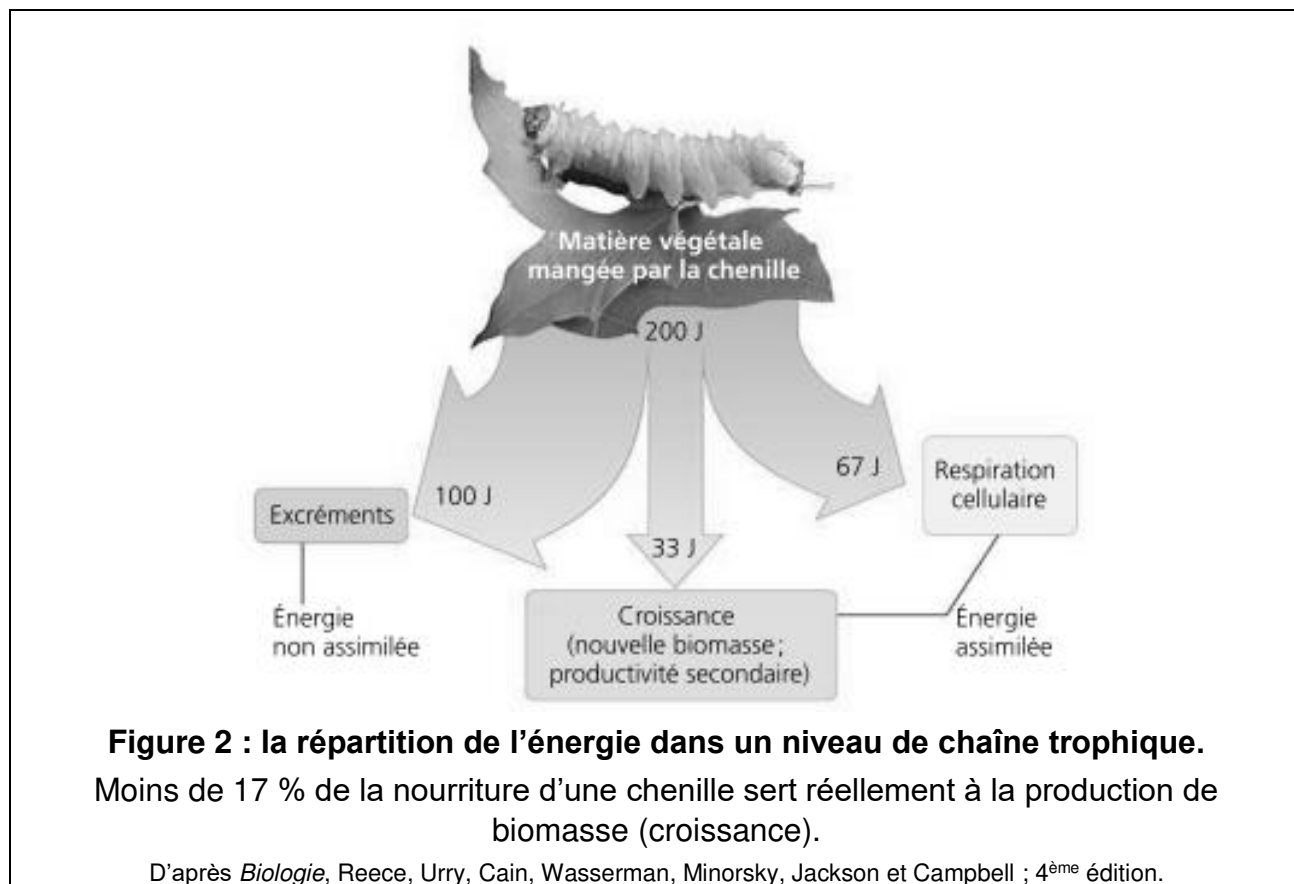 Matière végétale
mangée par la chenille
200 J
100 J
33 J
67 J
Excréments
Énergie
non assimilée
Croissance
(nouvelle biomasse ;
productivité secondaire)
Respiration
cellulaire
Énergie
assimilée
Figure 2 : la répartition de l’énergie dans un niveau de chaîne trophique.
Moins de 17 % de la nourriture d’une chenille sert réellement à la production de
biomasse (croissance).
D’après Biologie, Reece, Urry, Cain, Wasserman, Minorsky, Jackson et Campbell ; 4ème édition.